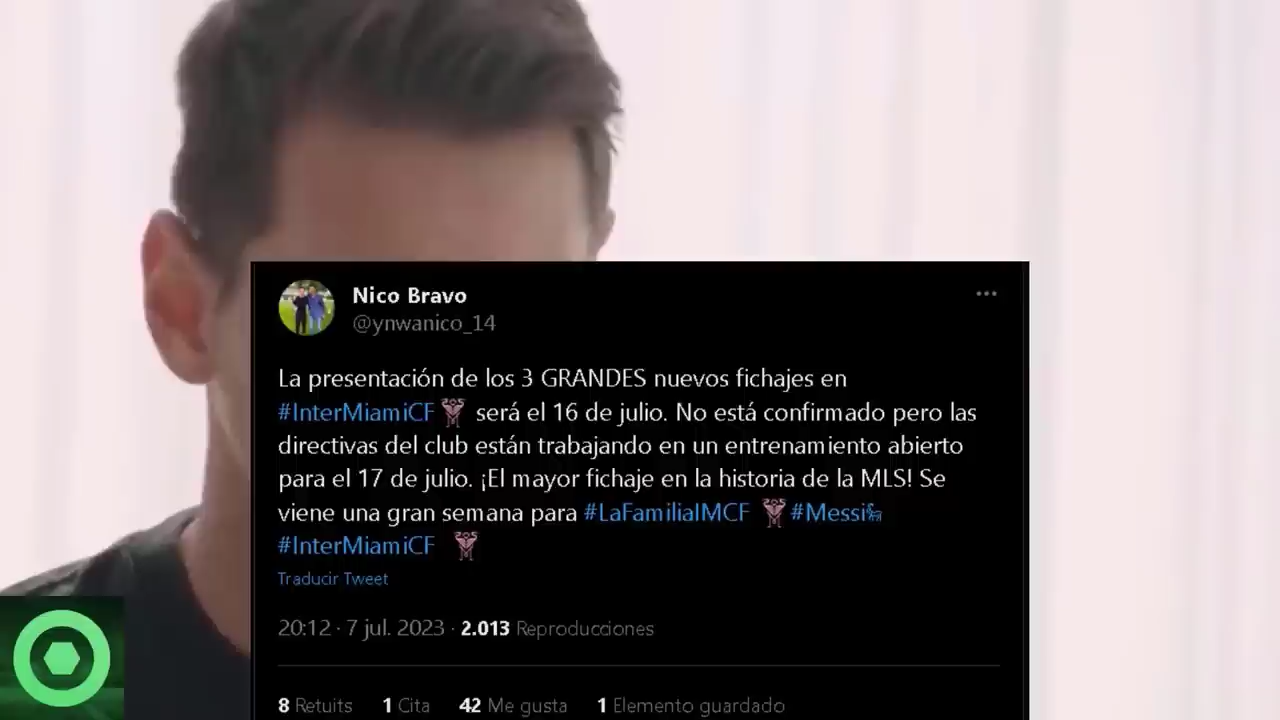 Nico Bravo
@ynwanico_14
La presentación de los 3 GRANDES nuevos fichajes en
#InterMiamiCF será el 16 de julio. No está confirmado pero las
directivas del club están trabajando en un entrenamiento abierto
para el 17 de julio. ¡El mayor fichaje en la historia de la MLS! Se
viene una gran semana para #LaFamiliaIMCF #Messi
#InterMiamiCF
Traducir Tweet
20:12 · 7 jul. 2023 · 2.013 Reproducciones
8 Retuits 1 Cita 42 Me gusta 1 Elemento guardado